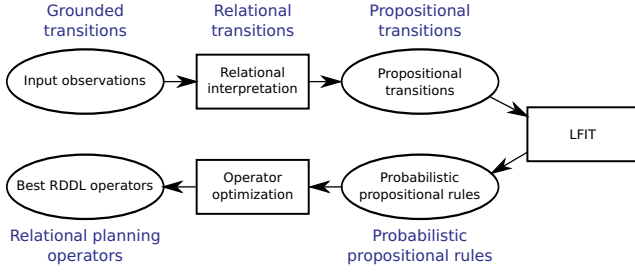 Grounded
transitions
Relational
transitions
Propositional
transitions
Input observations
Relational
interpretation
Propositional
transitions
LFIT
Best RDDL operators
Operator
optimization
Probabilistic
propositional rules
Relational planning
operators
Probabilistic
propositional rules